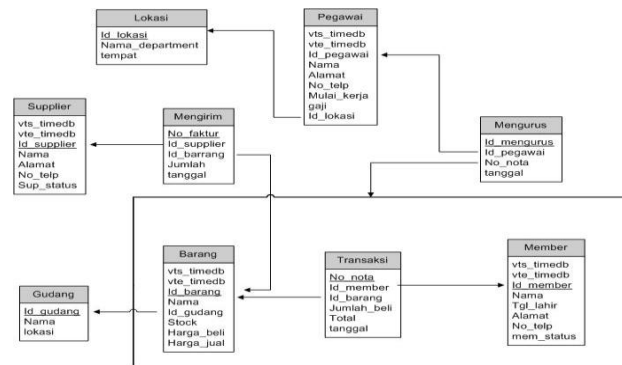 Lokasi
Id_lokasi
Nama_department
tempat
Pegawai
vts_timedb
vte_timedb
Id_pegawai
Nama
Alamat
No_telp
Mulai_kerja
gaji
Id_lokasi
Supplier
vts_timedb
vte_timedb
Id_supplier
Nama
Alamat
No_telp
Sup_status
Mengirim
No_faktur
Id_supplier
Id_barrang
Jumlah
tanggal
Mengurus
Id_mengurus
Id_pegawai
No_nota
tanggal
Gudang
Id_gudang
Nama
lokasi
Barang
vts_timedb
vte_timedb
Id_barang
Nama
Id_gudang
Stock
Harga_beli
Harga_jual
Transaksi
No_nota
Id_member
Id_barang
Jumlah_beli
Total
tanggal
Member
vts_timedb
vte_timedb
Id_member
Nama
Tgl_lahir
Alamat
No_telp
mem_status